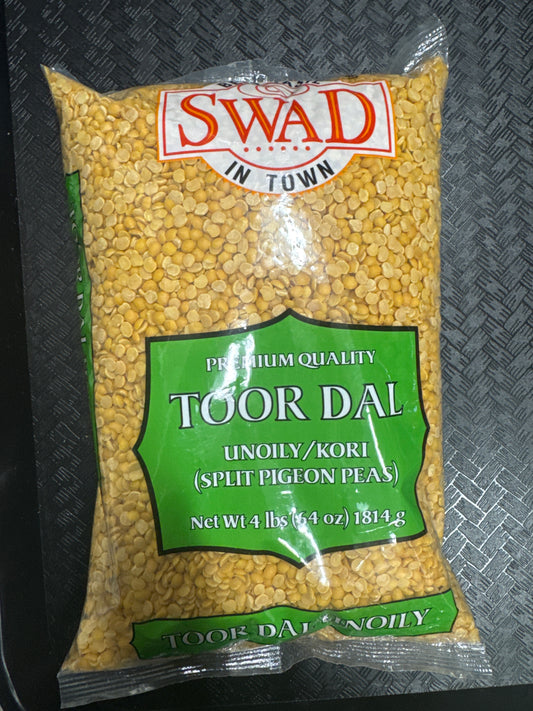 SWAD
IN TOWN
PREMIUM QUALITY
TOOR DAL
UNOILY/KORI
(SPLIT PIGEON PEAS)
Net Wt 4 lbs (64 oz) 1814 g
TOOR DAL UNOILY